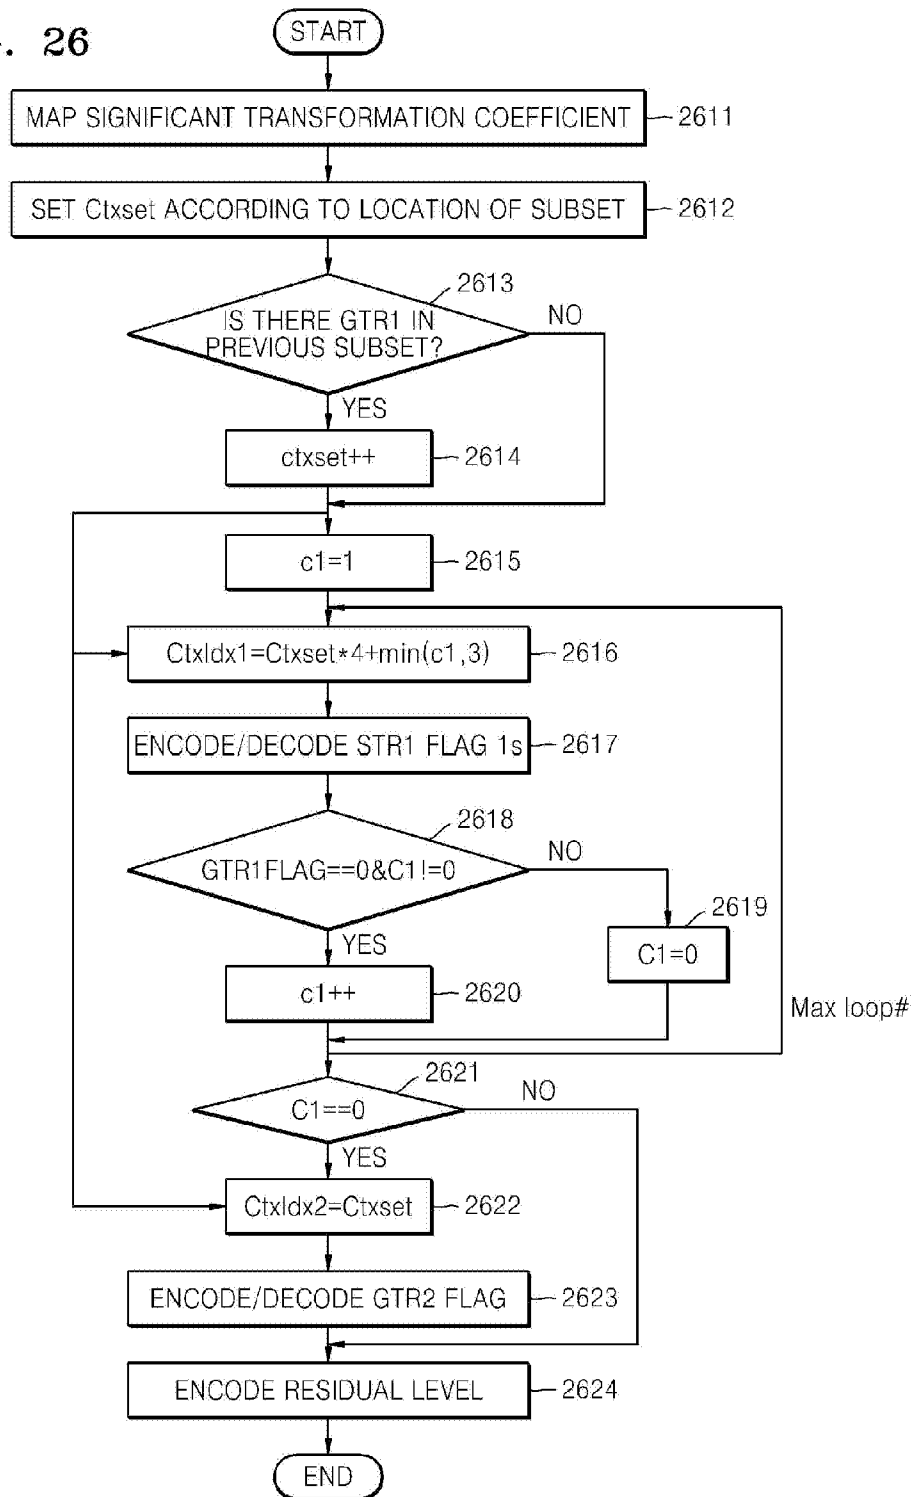 . 26
START
MAP SIGNIFICANT TRANSFORMATION COEFFICIENT
2611
SET Ctxset ACCORDING TO LOCATION OF SUBSET
2612
2613
IS THERE GTR1 IN
PREVIOUS SUBSET?
NO
YES
ctxset++
2614
c1=1
2615
CtxIdx1=Ctxset*4+min(c1,3)
2616
ENCODE/DECODE STR1 FLAG 1s
2617
2618
GTR1FLAG==0&C1!=0
NO
2619
C1=0
YES
c1++
2620
Max loop#
2621
C1==0
NO
YES
CtxIdx2=Ctxset
2622
ENCODE/DECODE GTR2 FLAG
2623
ENCODE RESIDUAL LEVEL
2624
END